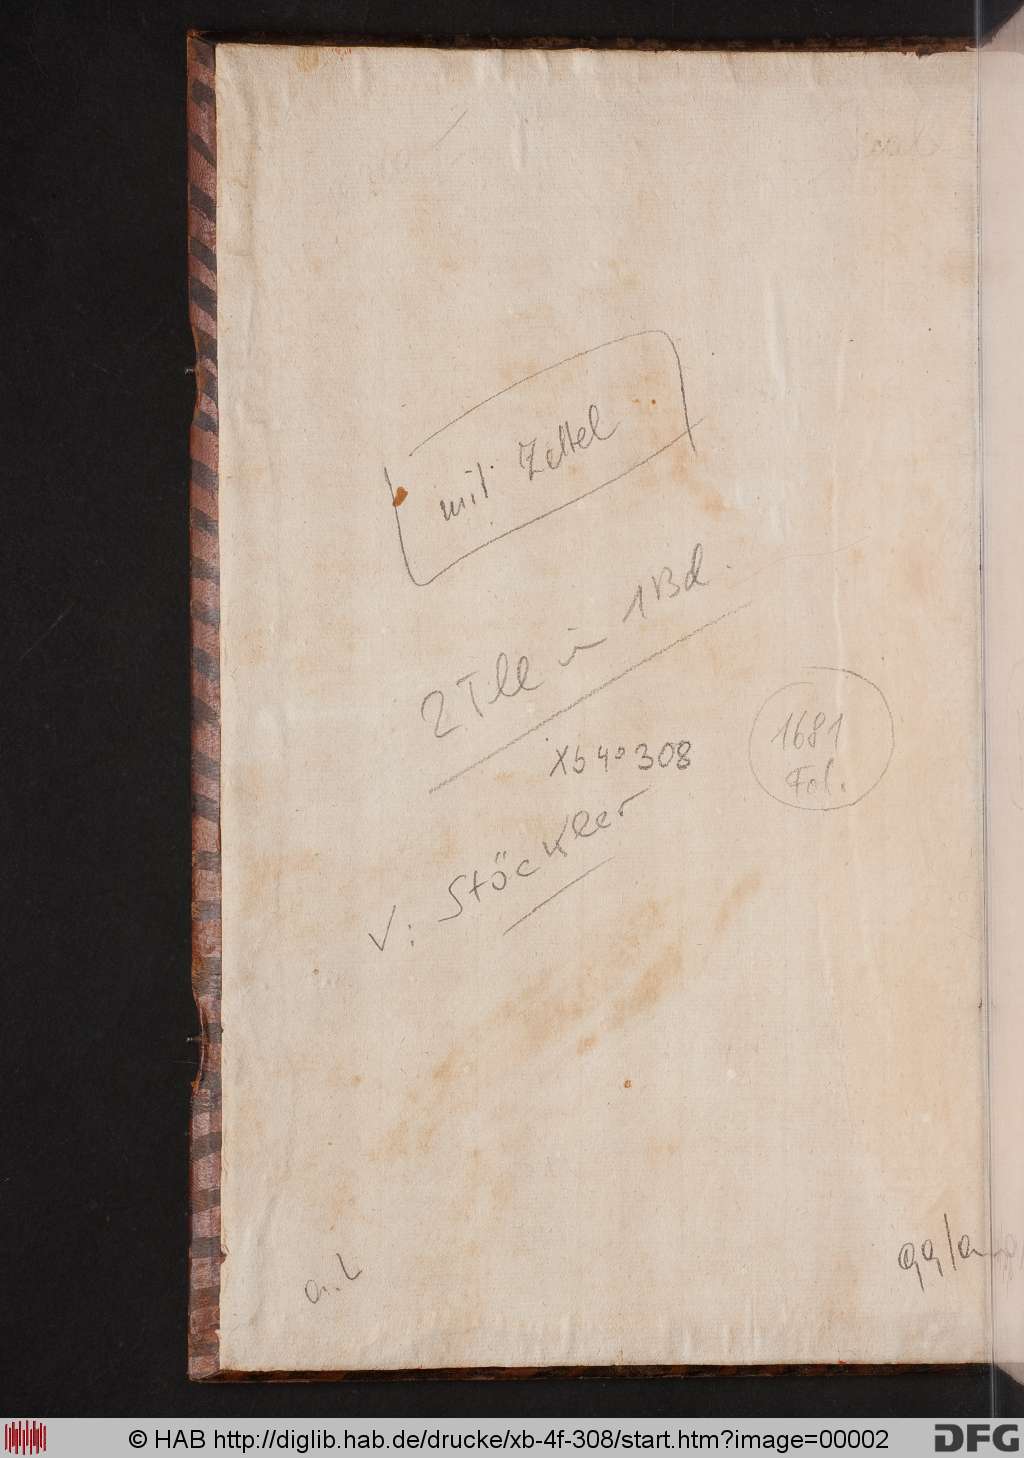 mit Zettel
2 Tle in 1 Bd.
Xb 4° 308
1681
Fol.
V: Stöckler
© HAB http://diglib.hab.de/drucke/xb-4f-308/start.htm?image=00002
DFG